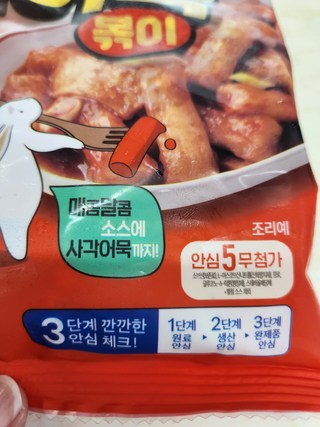 볶이
매콤달콤
소스에
사각어묵까지!
조리예
안심5무첨가
3단계 깐깐한
안심 체크!
1단계
원료
안심
2단계
생산
안심
3단계
완제품
안심